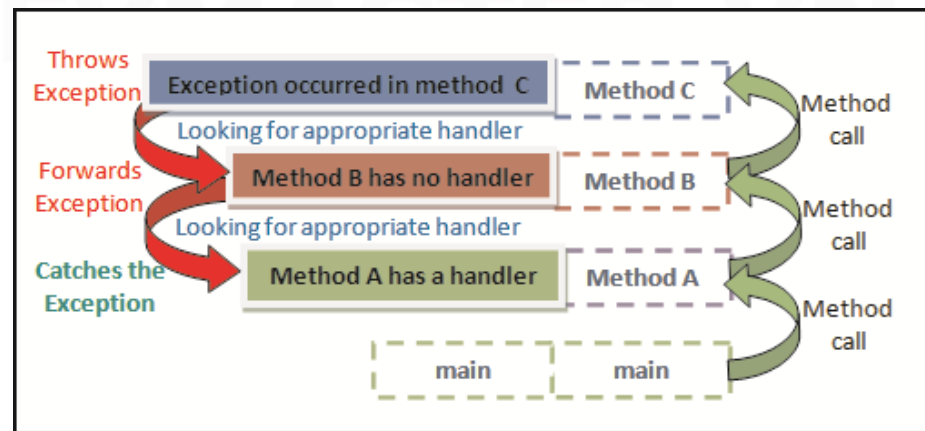 Throws
Exception
Exception occurred in method C
Method C
Method
call
Looking for appropriate handler
Forwards
Exception
Method B has no handler
Method B
Method
call
Looking for appropriate handler
Catches the
Exception
Method A has a handler
Method A
Method
call
main
main